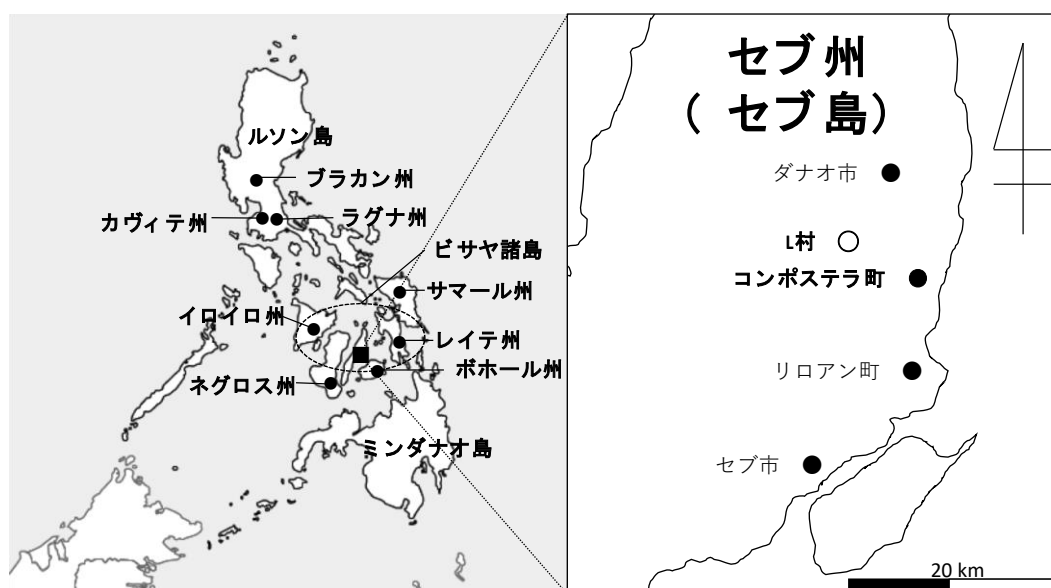 ルソン島
ブラカン州
カヴィテ州
ラグナ州
ビサヤ諸島
サマール州
イロイロ州
レイテ州
ボホール州
ネグロス州
ミンダナオ島
セブ州
（セブ島）
ダナオ市
L村
コンポステラ町
リロアン町
セブ市
20 km